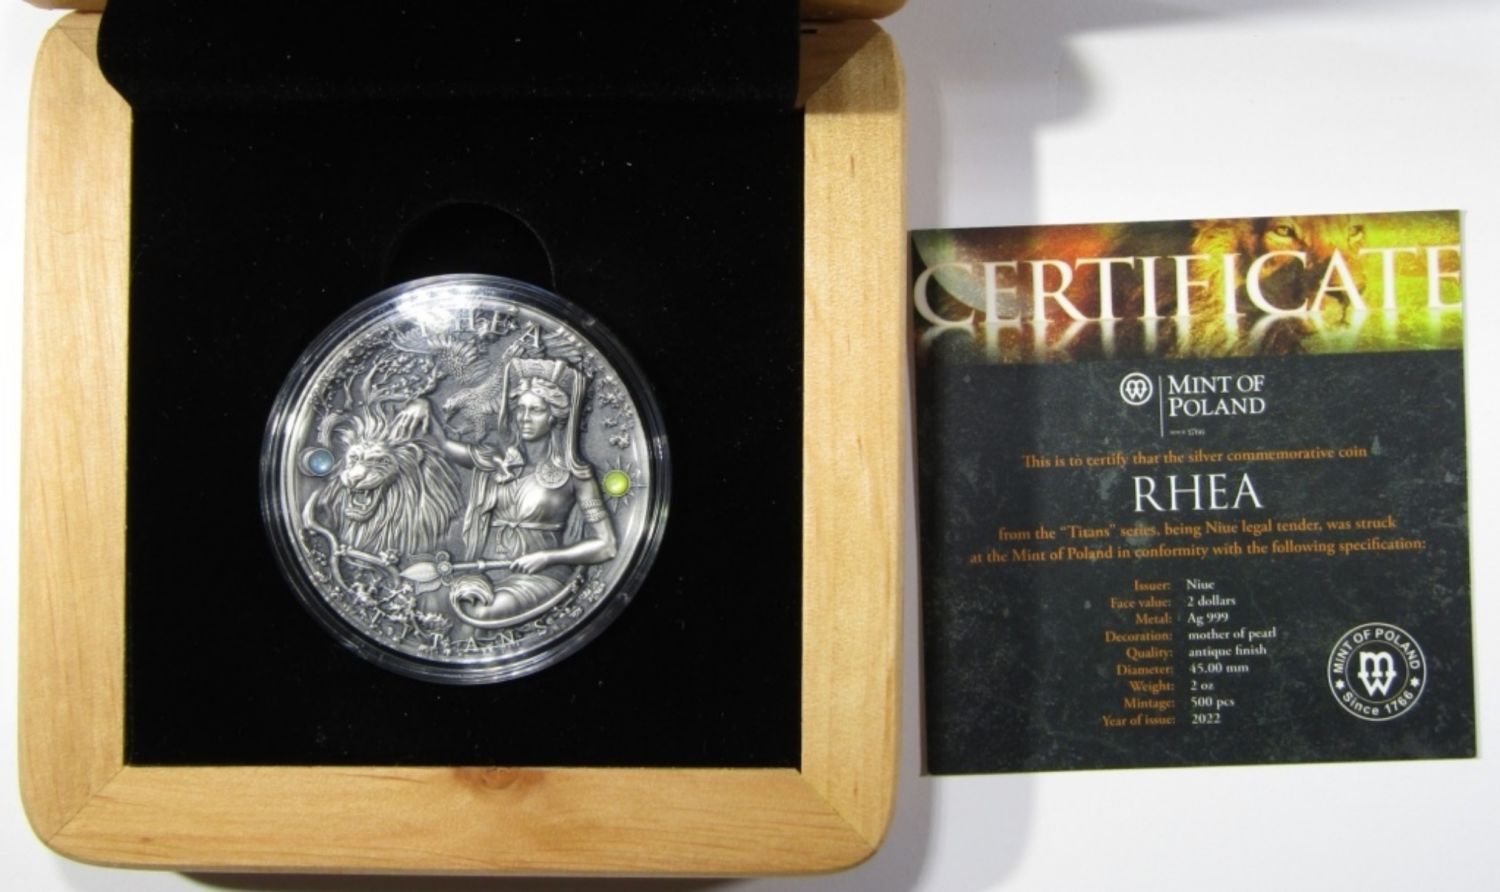 RHEA
TITANS
CERTIFICATE
MINT OF
POLAND
since 1766
This is to certify that the silver commemorative coin
RHEA
from the "Titans" series, being Niue legal tender, was struck
at the Mint of Poland in conformity with the following specification:
Issuer: Niue
Face value: 2 dollars
Metal: Ag 999
Decoration: mother of pearl
Quality: antique finish
Diameter: 45.00 mm
Weight: 2 oz
Mintage: 500 pcs
Year of issue: 2022
MINT OF POLAND
mw
Since 1766